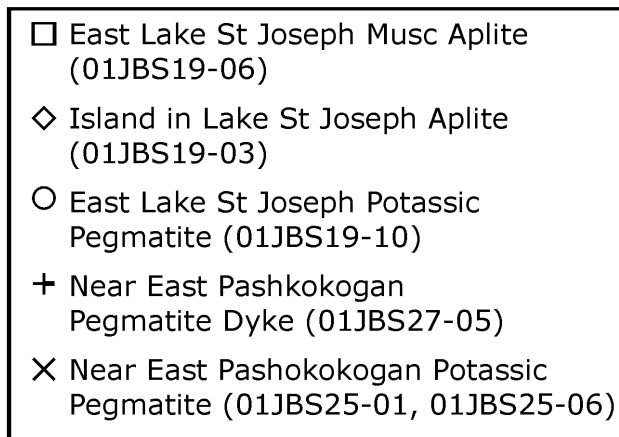 East Lake St Joseph Musc Aplite
(01JBS19-06)
Island in Lake St Joseph Aplite
(01JBS19-03)
East Lake St Joseph Potassic
Pegmatite (01JBS19-10)
Near East Pashkokogan
Pegmatite Dyke (01JBS27-05)
Near East Pashokokogan Potassic
Pegmatite (01JBS25-01, 01JBS25-06)